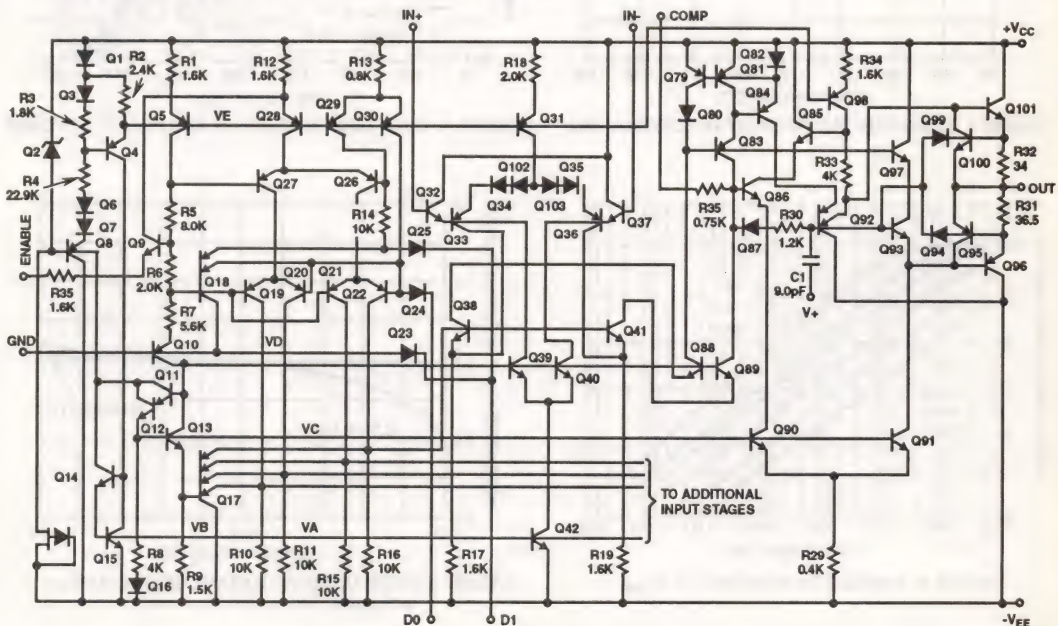 IN+
IN-
COMP
+VCC
Q1
R2
2.4K
R1
1.6K
R12
1.6K
R13
0.8K
R18
2.0K
Q82
Q81
R34
1.6K
Q79
Q101
R3
1.8K
Q3
Q5
VE
Q28
Q29
Q30
Q31
Q84
Q98
Q99
Q80
Q85
Q2
Q4
Q102
Q35
Q83
R33
4K
Q100
R32
34
R4
22.9K
Q27
Q26
Q32
Q34
Q103
Q97
OUT
ENABLE
Q6
Q7
Q8
Q9
R5
8.0K
R14
10K
Q25
Q33
Q36
Q37
R35
0.75K
Q86
R30
1.2K
Q92
R31
36.5
R35
1.6K
R6
2.0K
Q18
Q19
Q20
Q21
Q22
Q24
Q87
C1
9.0pF
V+
Q93
Q94
Q95
Q96
R7
5.6K
Q38
Q41
GND
VD
Q23
Q10
Q39
Q40
Q88
Q89
Q11
Q12
Q13
VC
Q90
Q91
Q14
Q17
TO ADDITIONAL
INPUT STAGES
VB
VA
Q42
Q15
R8
4K
Q16
R9
1.5K
R10
10K
R11
10K
R15
10K
R16
10K
R17
1.6K
R19
1.6K
R29
0.4K
D0
D1
-VEE